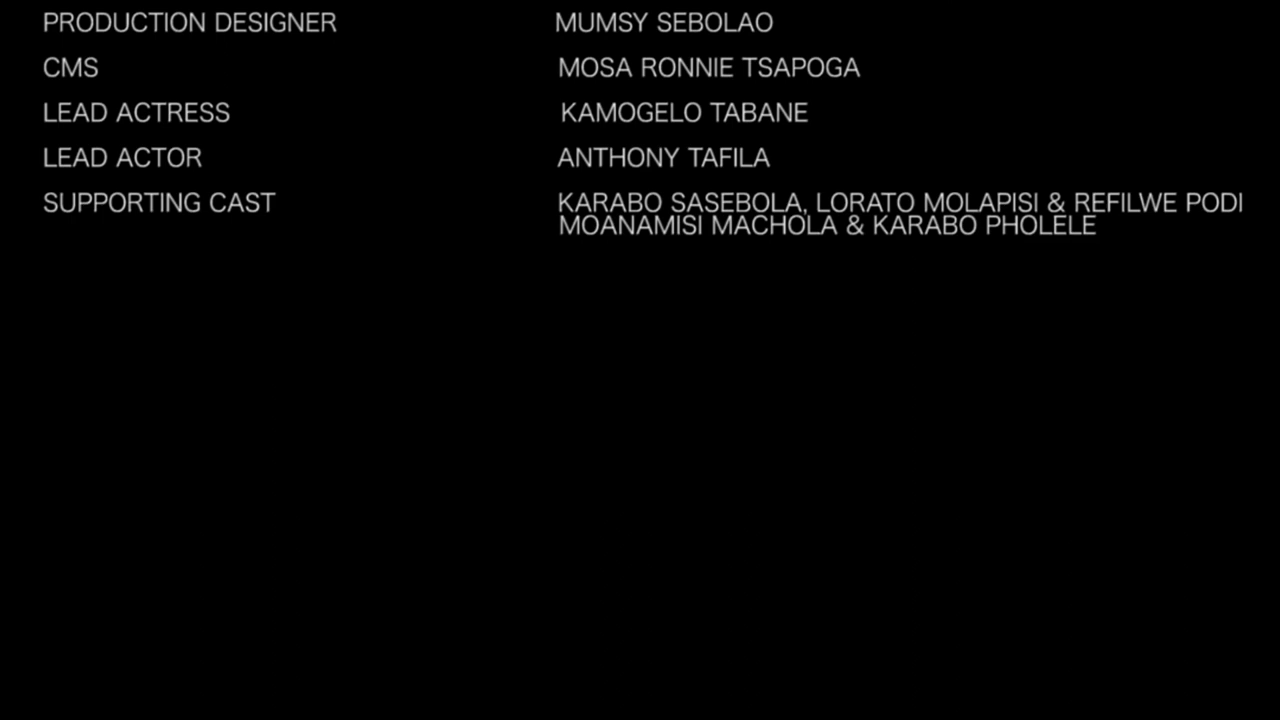 PRODUCTION DESIGNER MUMSY SEBOLAO
CMS MOSA RONNIE TSAPOGA
LEAD ACTRESS KAMOGELO TABANE
LEAD ACTOR ANTHONY TAFILA
SUPPORTING CAST KARABO SASEBOLA, LORATO MOLAPISI & REFILWE PODI
MOANAMISI MACHOLA & KARABO PHOLELE